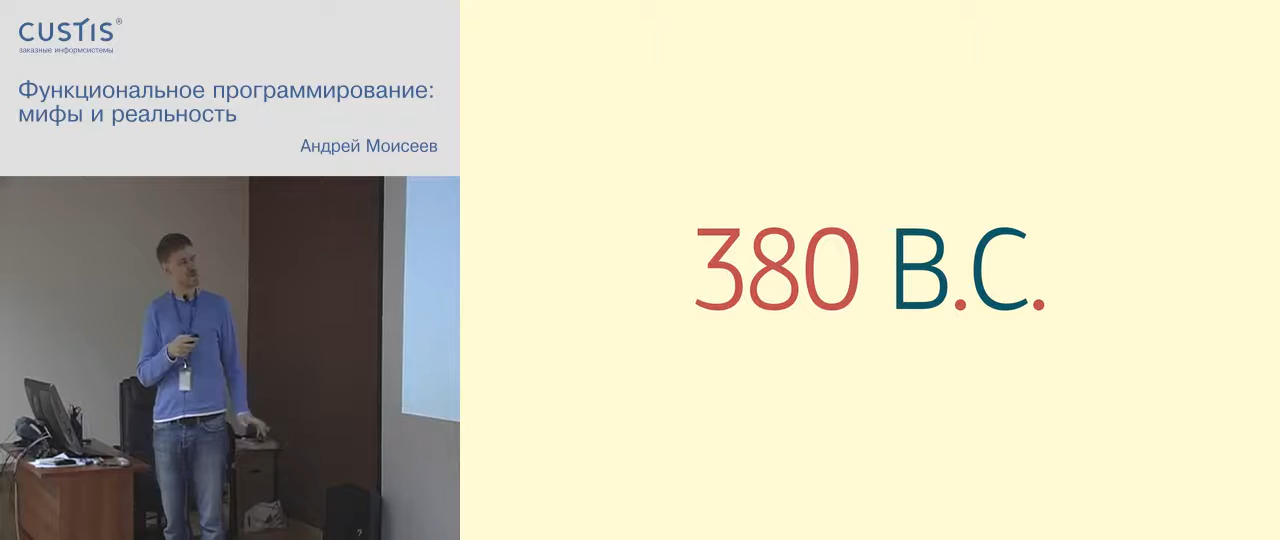 CUSTIS®
заказные информсистемы
Функциональное программирование:
мифы и реальность
Андрей Моисеев
380 B.C.